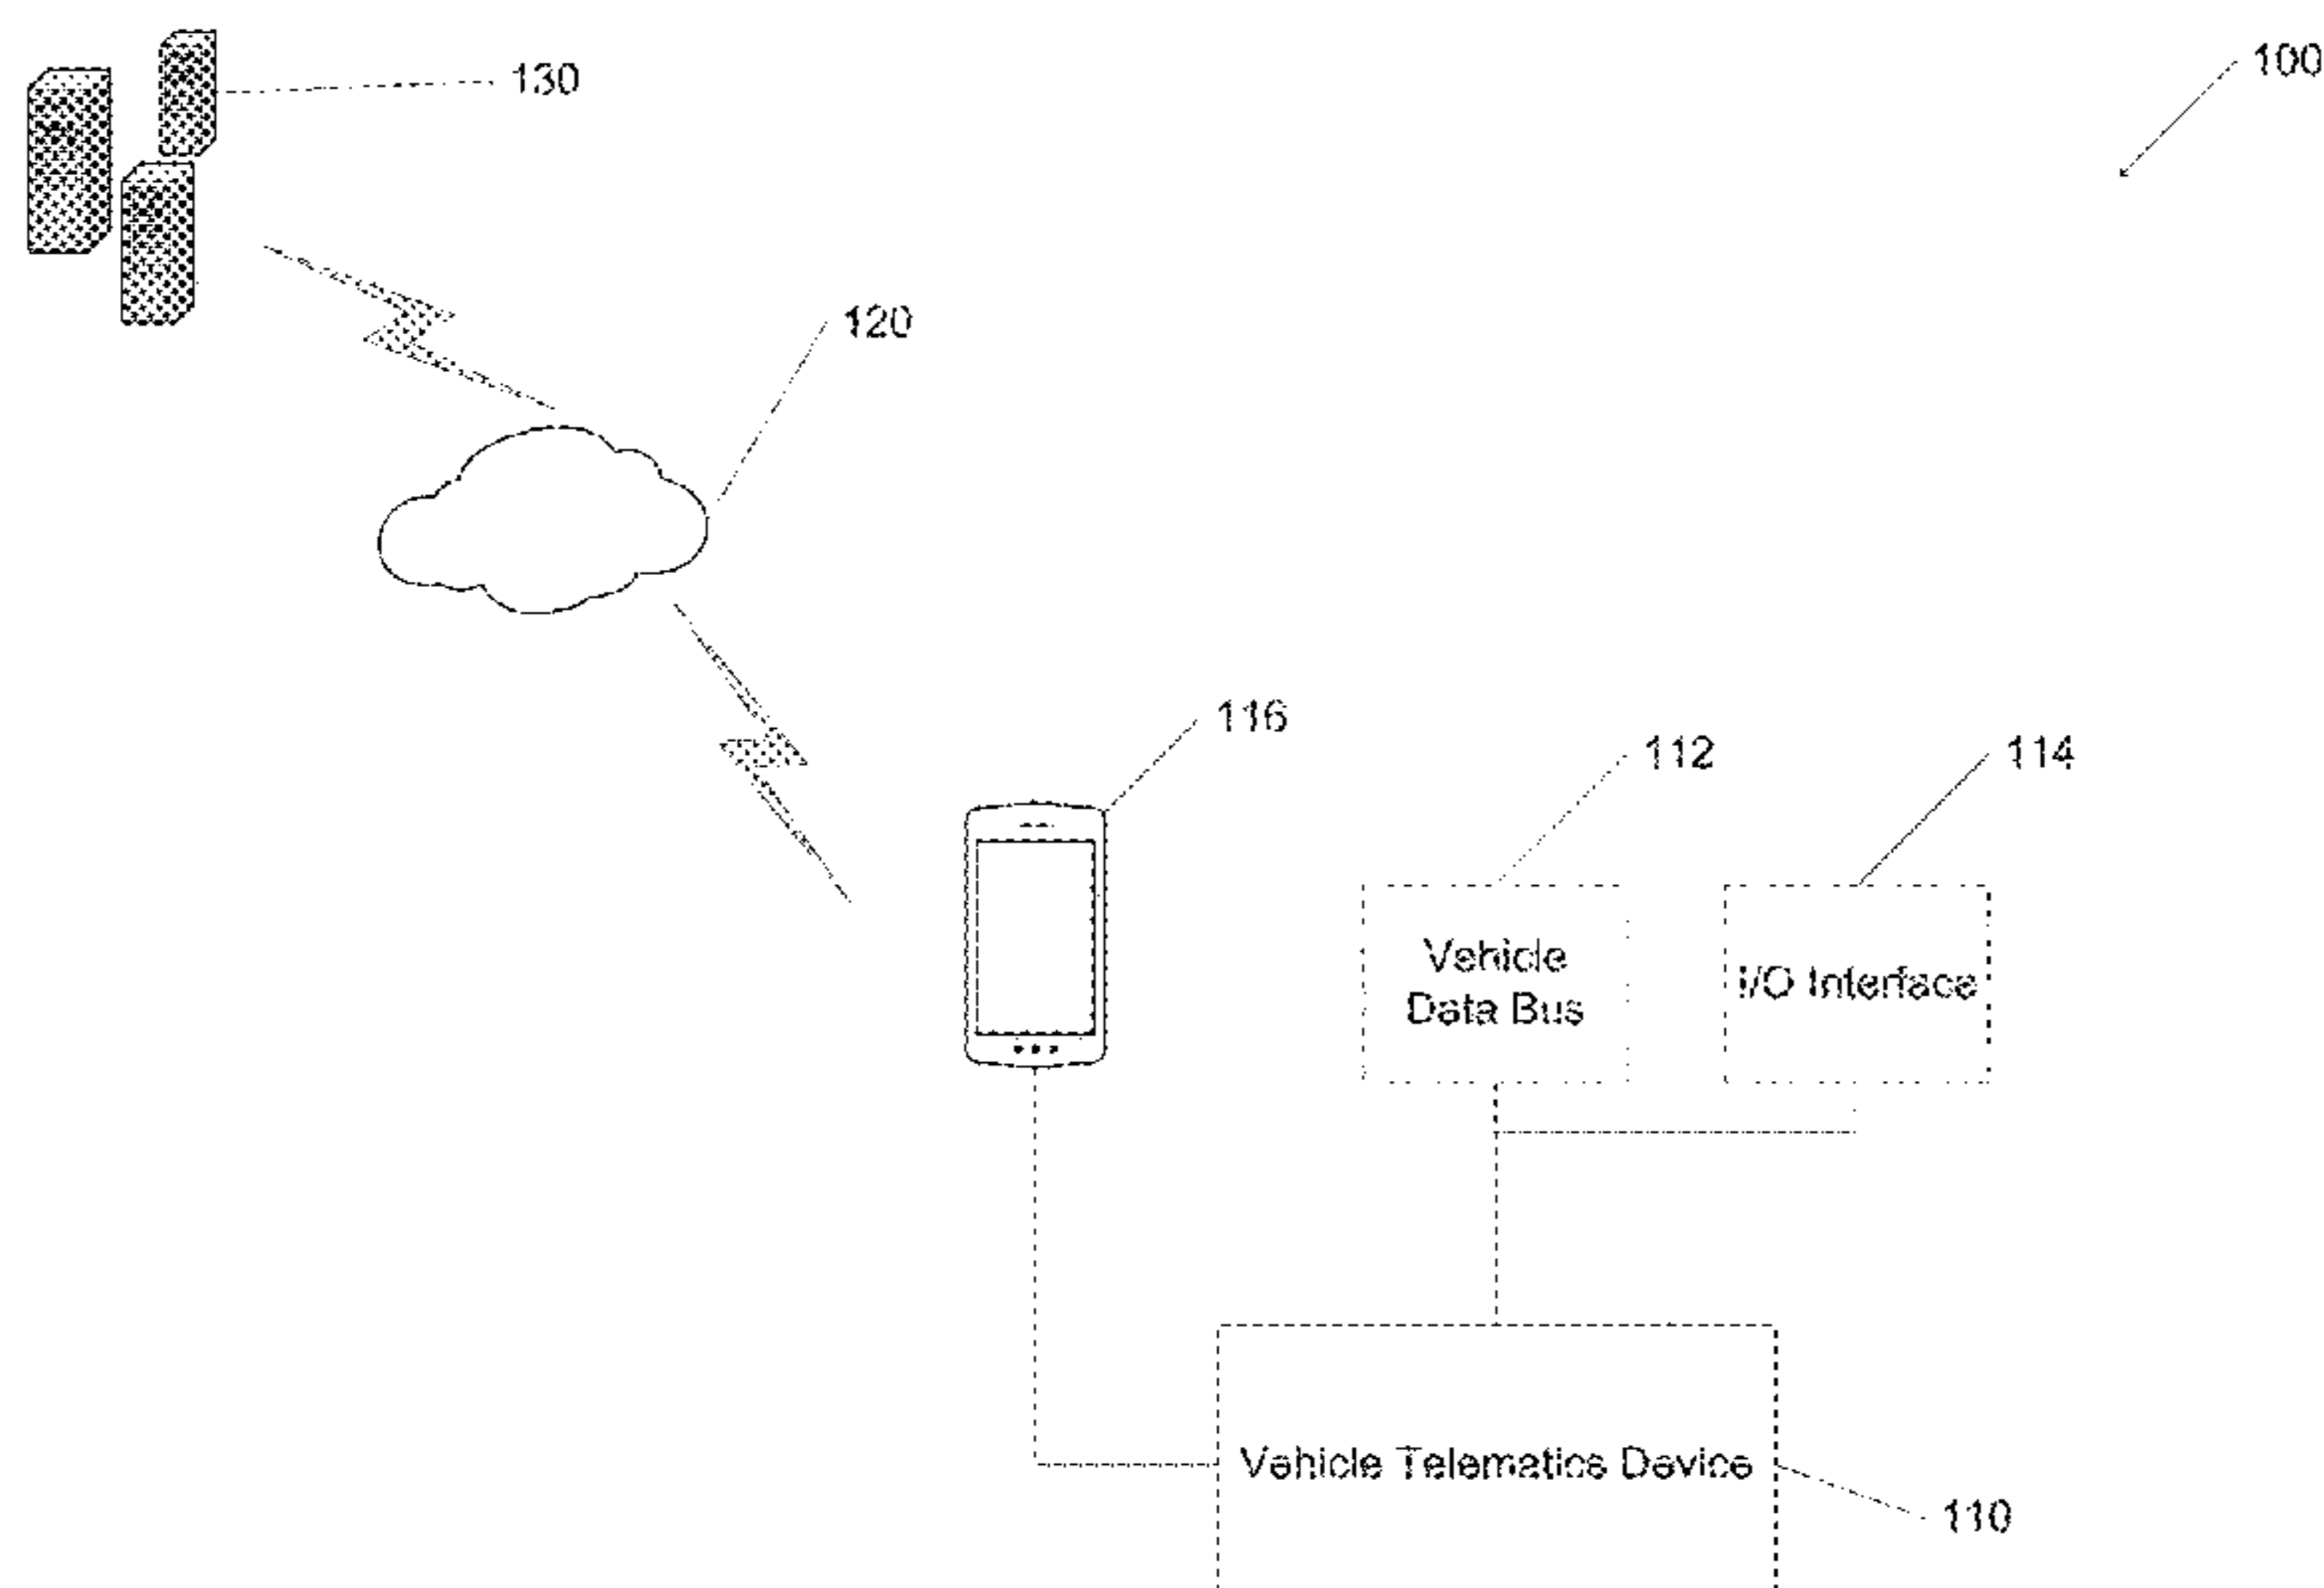 130
100
120
116
112
114
Vehicle
Data Bus
I/O Interface
Vehicle Telematics Device
110